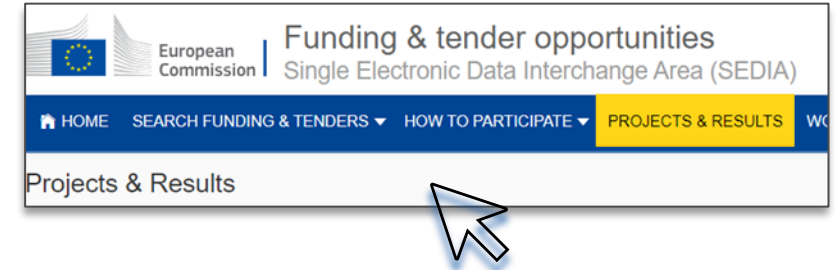 European
Commission
Funding & tender opportunities
Single Electronic Data Interchange Area (SEDIA)
HOME SEARCH FUNDING & TENDERS HOW TO PARTICIPATE PROJECTS & RESULTS
Projects & Results